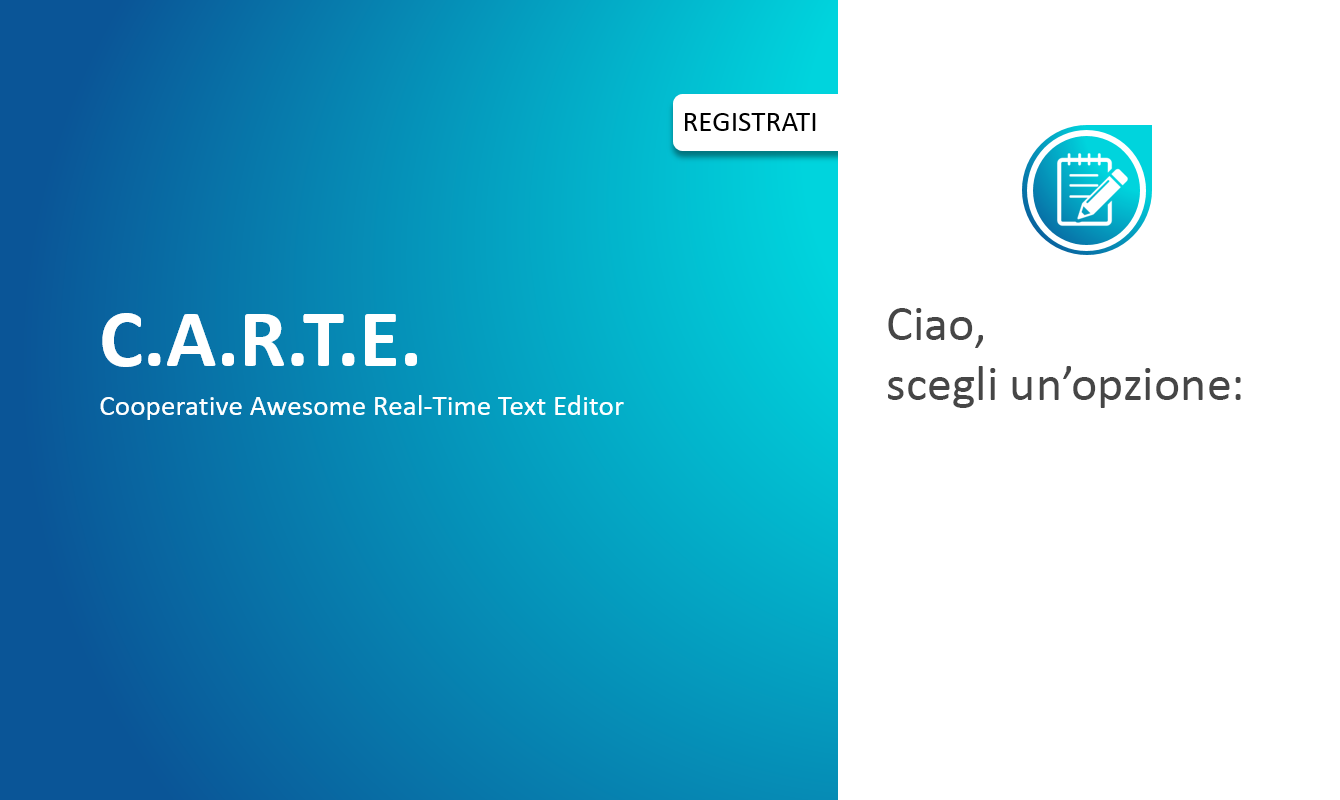 REGISTRATI
C.A.R.T.E.
Cooperative Awesome Real-Time Text Editor
Ciao,
scegli un’opzione: